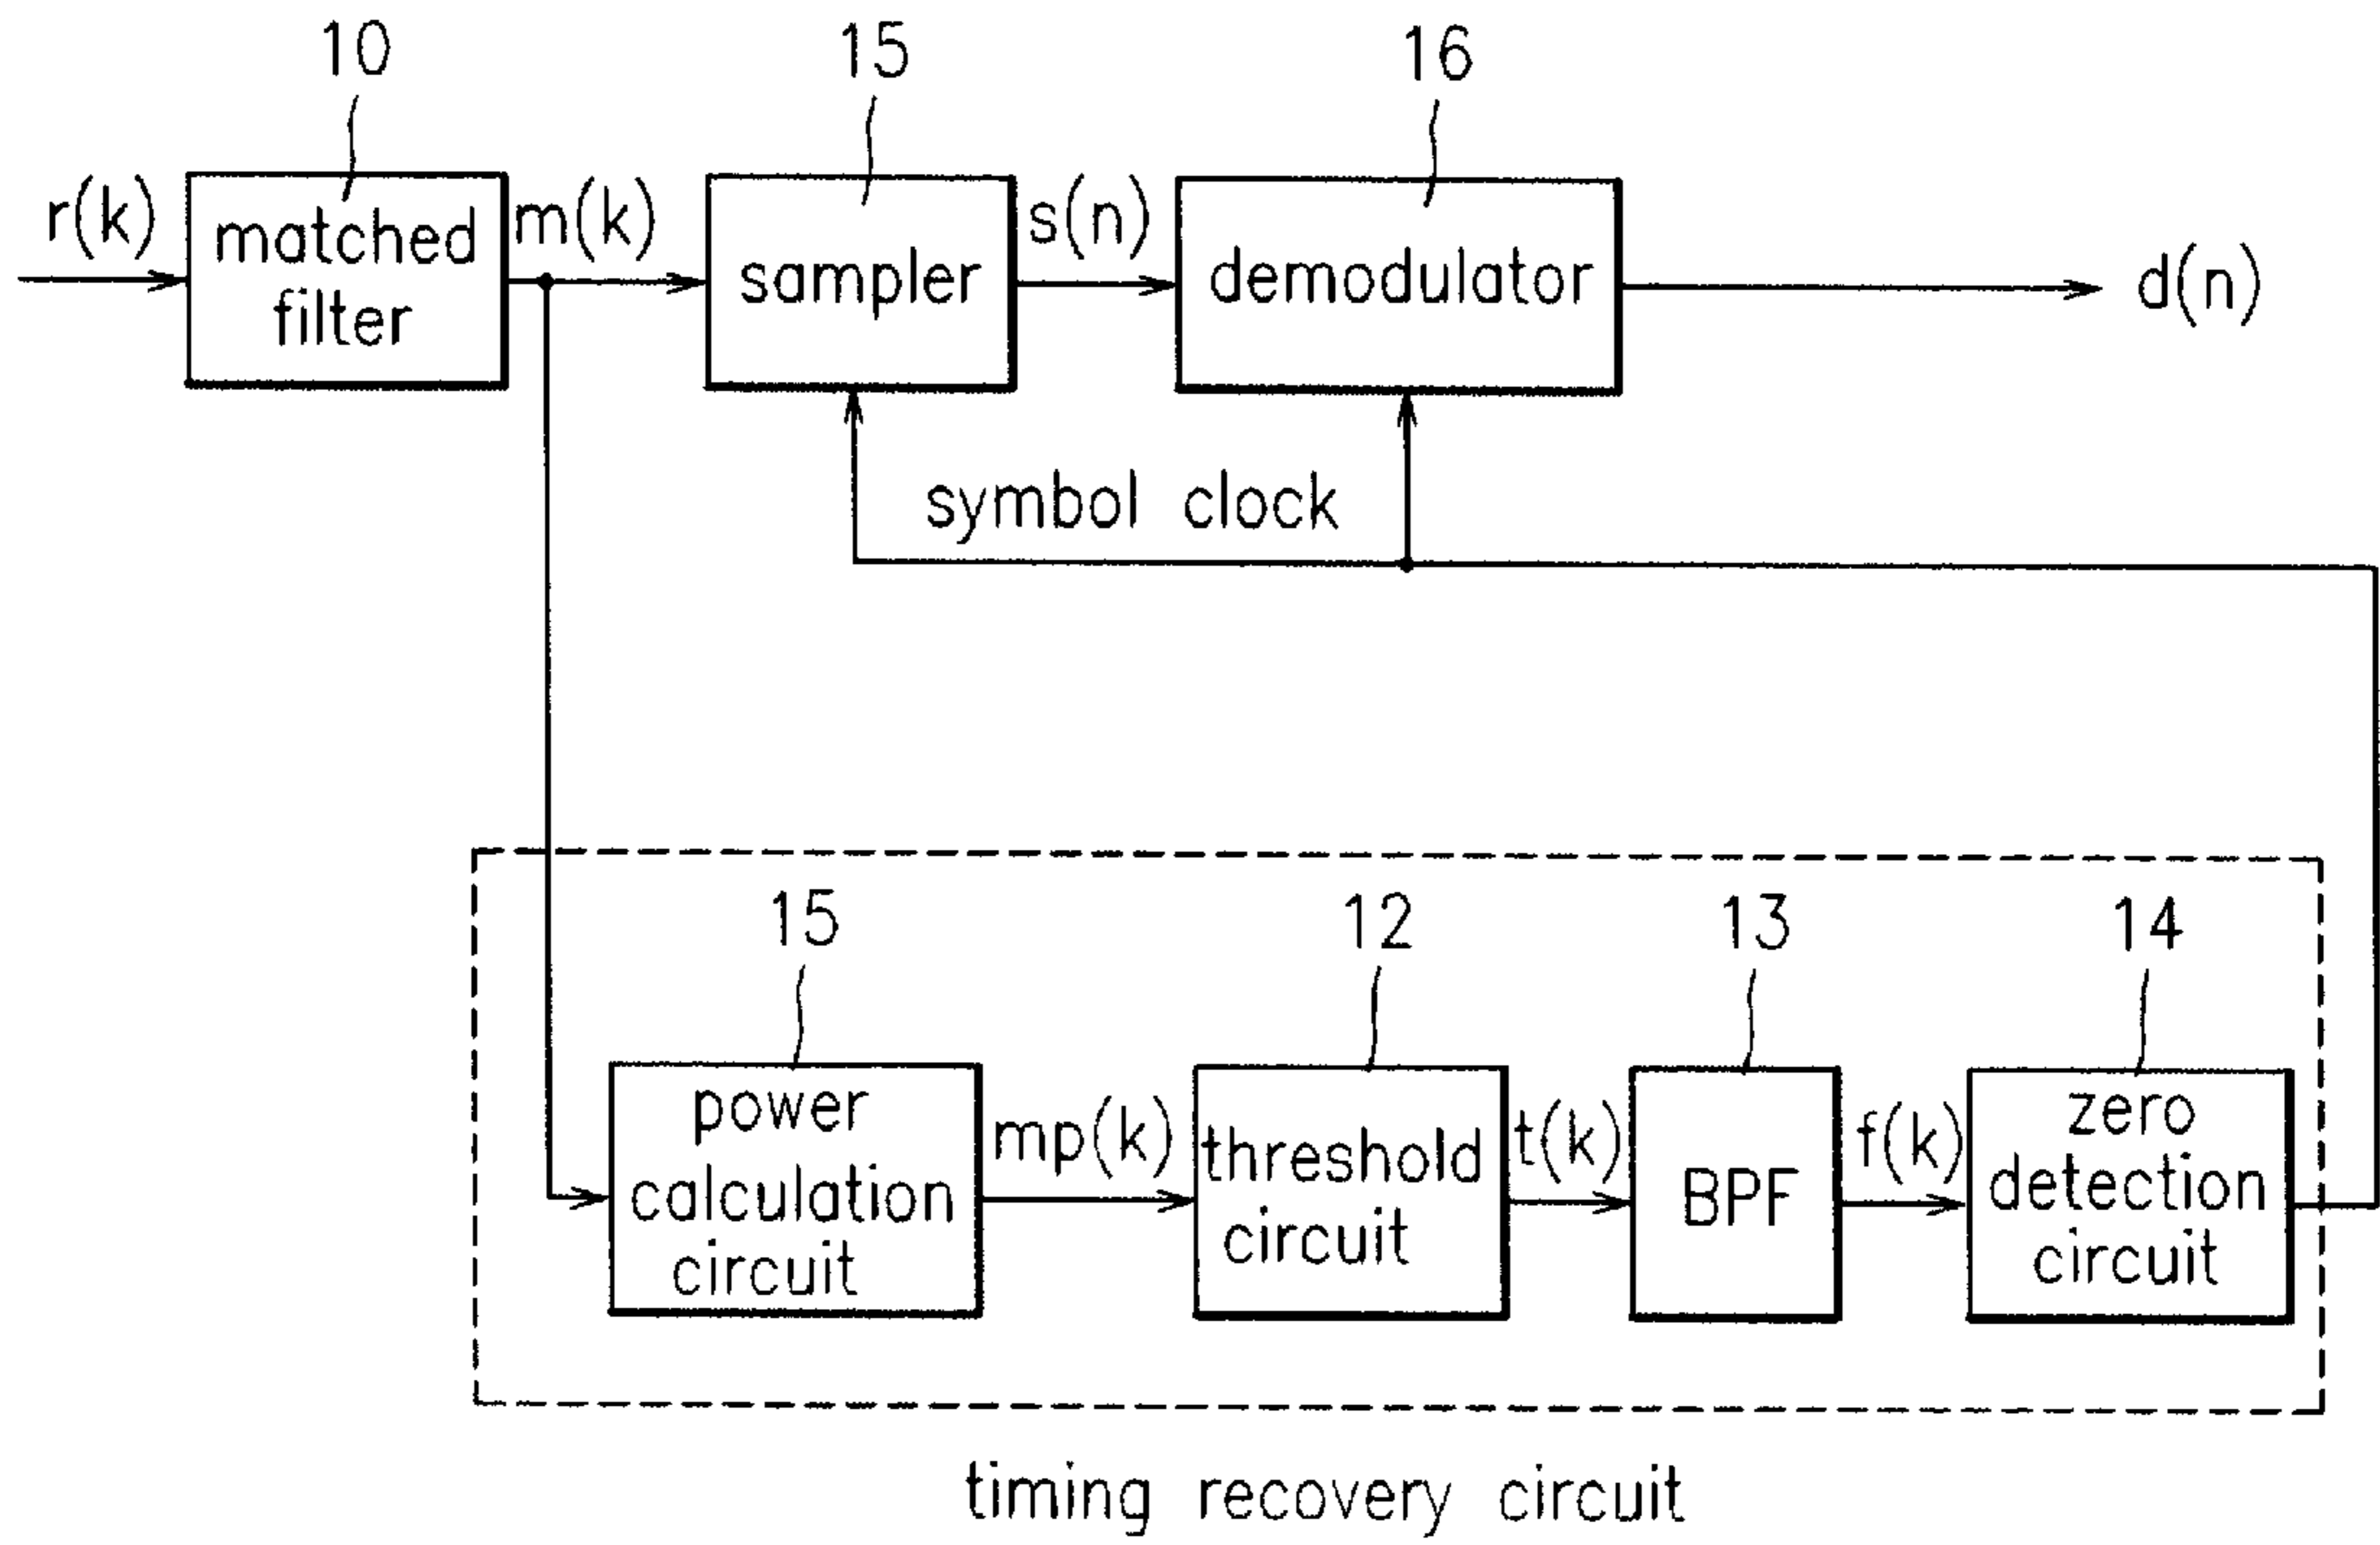 10
15
16
r(k)
matched
filter
m(k)
sampler
s(n)
demodulator
d(n)
symbol clock
15
12
13
14
power
calculation
circuit
mp(k)
threshold
circuit
t(k)
BPF
f(k)
zero
detection
circuit
timing recovery circuit